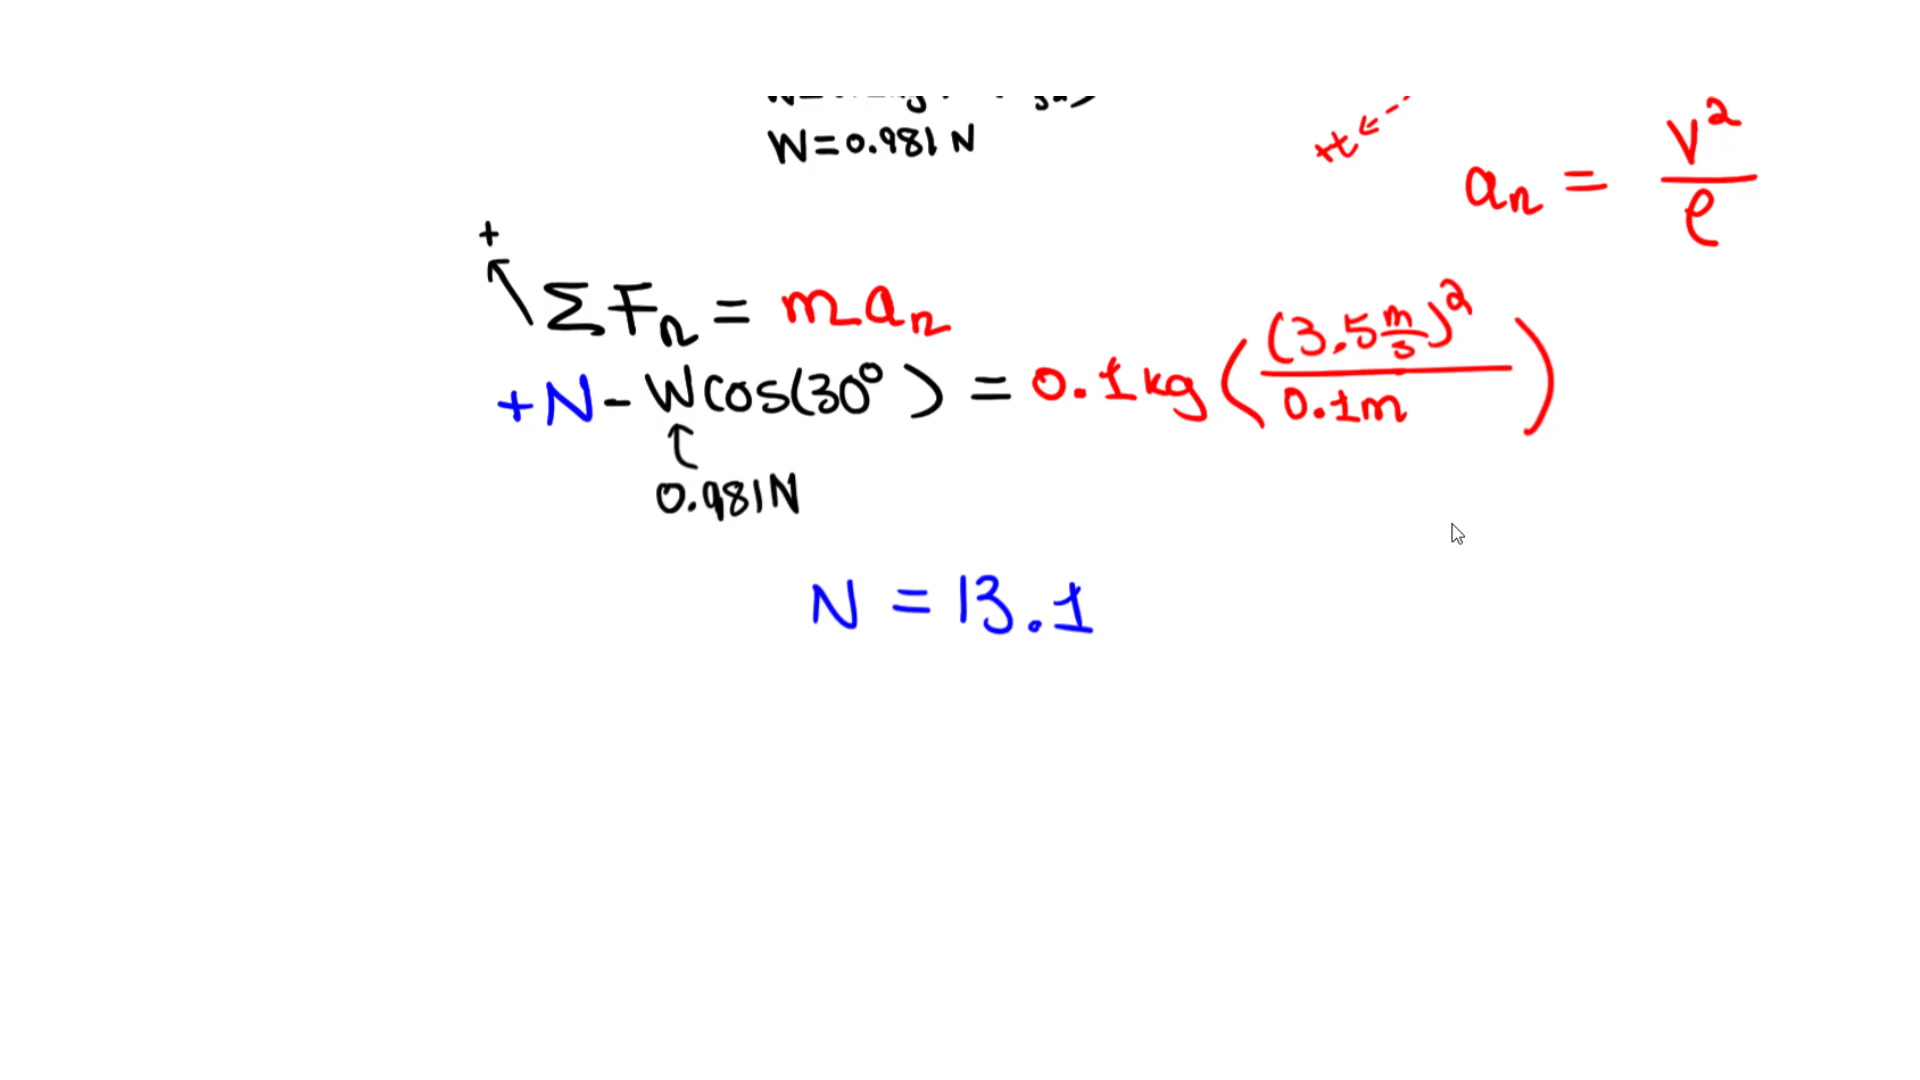 W=0.981 N
+t
an = v²/ρ
+
ΣFn = man
+N-Wcos(30°) = 0.1kg((3.5 m/s)²/0.1m)
0.981N
N = 13.1